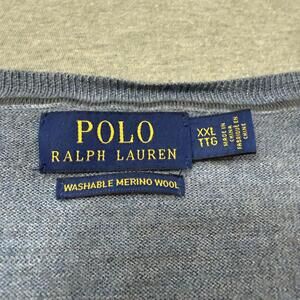 POLO
RALPH LAUREN
WASHABLE MERINO WOOL
XXL
TTG
MADE IN
CHINA
FABRIQUÉ EN
CHINE